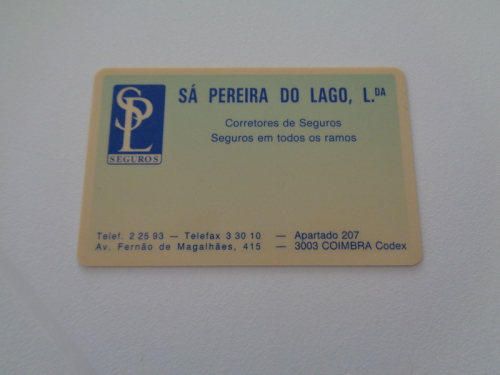 SPL
SEGUROS
SÁ PEREIRA DO LAGO, L.DA
Corretores de Seguros
Seguros em todos os ramos
Telef. 2 25 93 — Telefax 3 30 10 — Apartado 207
Av. Fernão de Magalhães, 415 — 3003 COIMBRA Codex